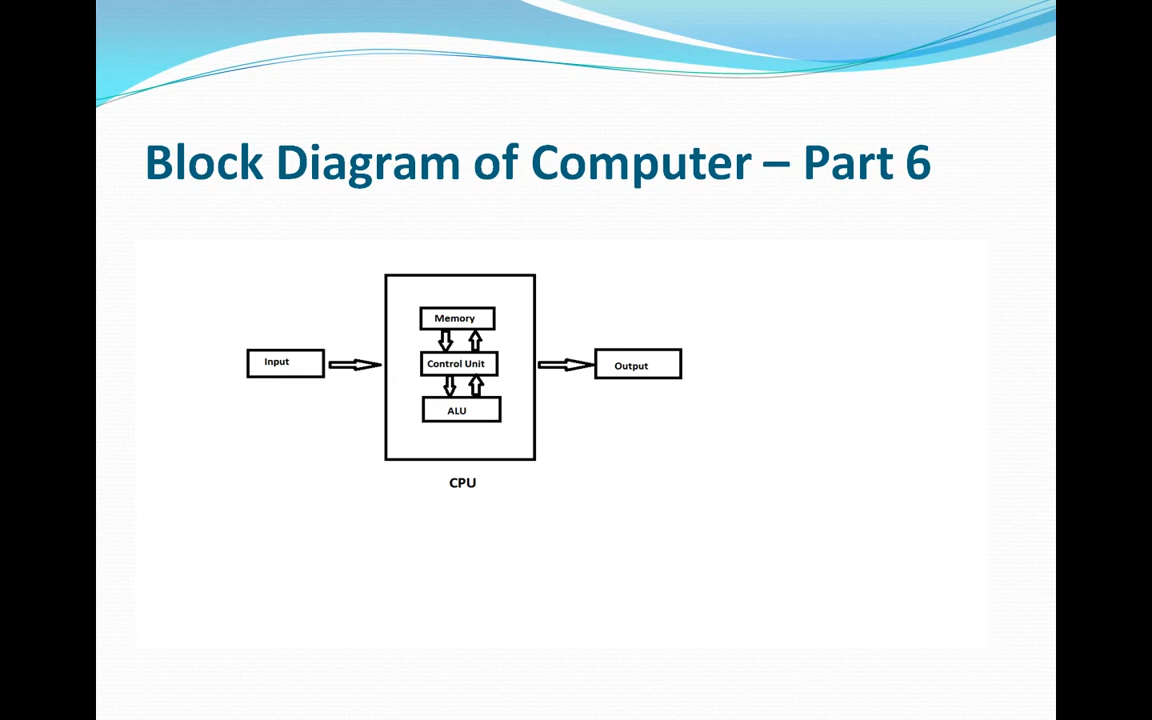 Block Diagram of Computer – Part 6
Memory
Input
Control Unit
Output
ALU
CPU